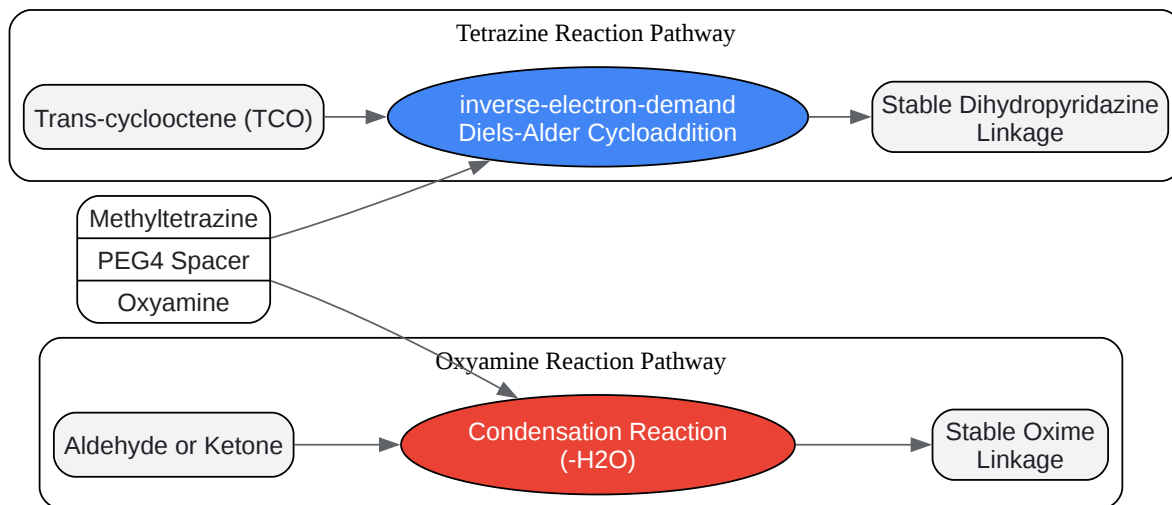 Tetrazine Reaction Pathway
Trans-cyclooctene (TCO)
inverse-electron-demand
Diels-Alder Cycloaddition
Stable Dihydropyridazine
Linkage
Methyltetrazine
PEG4 Spacer
Oxyamine
Oxyamine Reaction Pathway
Aldehyde or Ketone
Condensation Reaction
(-H2O)
Stable Oxime
Linkage